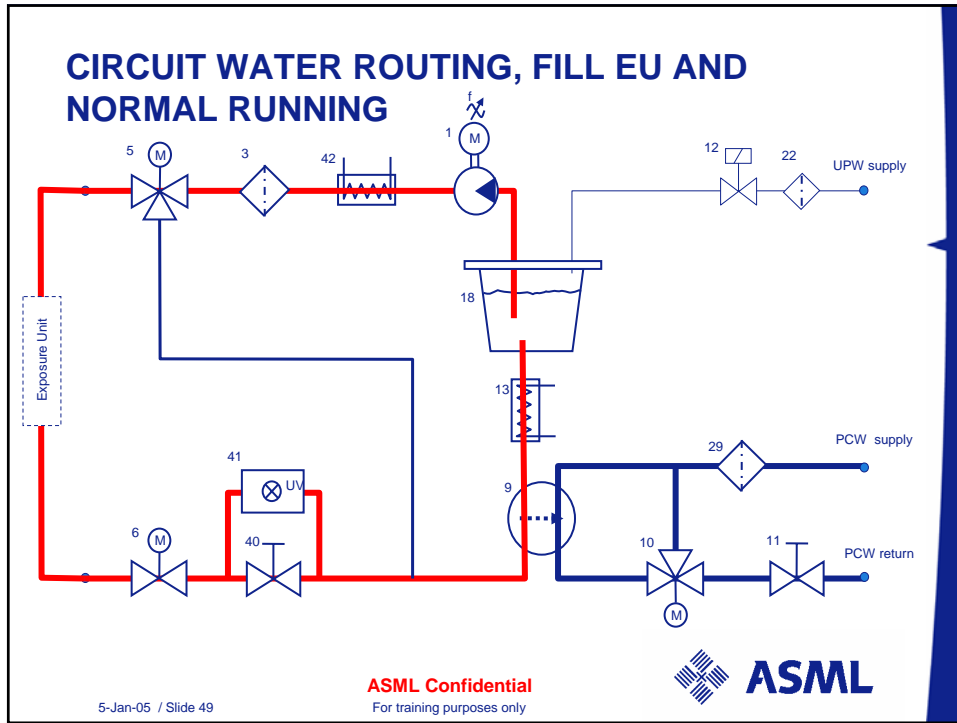 CIRCUIT WATER ROUTING, FILL EU AND
NORMAL RUNNING
f
1
M
5
M
3
42
12
22
UPW supply
18
Exposure Unit
13
PCW supply
29
41
UV
9
6
M
40
10
11
PCW return
M
ASML
ASML Confidential
5-Jan-05 / Slide 49
For training purposes only